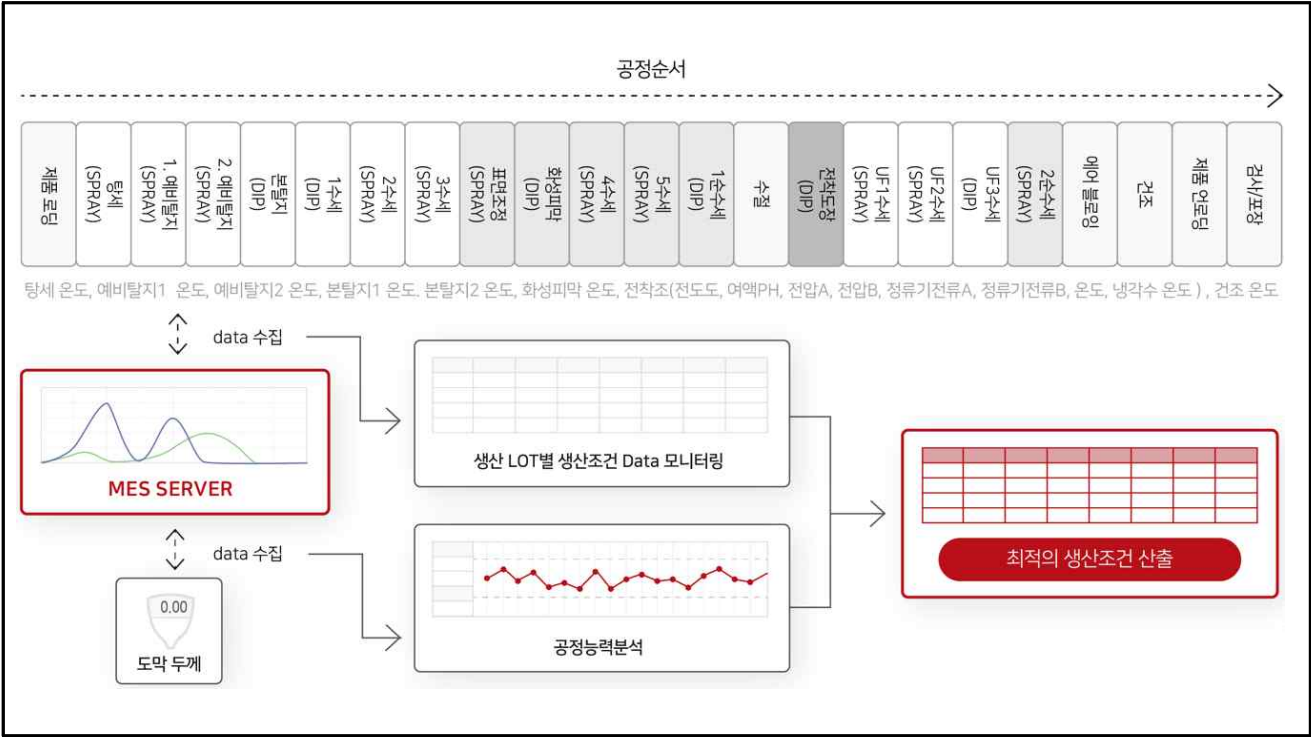 공정순서
제품 로딩
탕세
(SPRAY)
1. 예비탈지
(SPRAY)
2. 예비탈지
(SPRAY)
본탈지
(DIP)
1수세
(DIP)
2수세
(SPRAY)
3수세
(SPRAY)
표면조정
(SPRAY)
화성피막
(DIP)
4수세
(SPRAY)
5수세
(SPRAY)
1순수세
(DIP)
수절
전착도장
(DIP)
UF1수세
(SPRAY)
UF2수세
(SPRAY)
UF3수세
(DIP)
2순수세
(SPRAY)
에어 블로잉
건조
제품 언로딩
검사/포장
탕세 온도, 예비탈지1 온도, 예비탈지2 온도, 본탈지1 온도. 본탈지2 온도, 화성피막 온도, 전착조(전도도, 여액PH, 전압A, 전압B, 정류기전류A, 정류기전류B, 온도, 냉각수 온도 ) , 건조 온도
data 수집
MES SERVER
생산 LOT별 생산조건 Data 모니터링
최적의 생산조건 산출
data 수집
0.00
도막 두께
공정능력분석